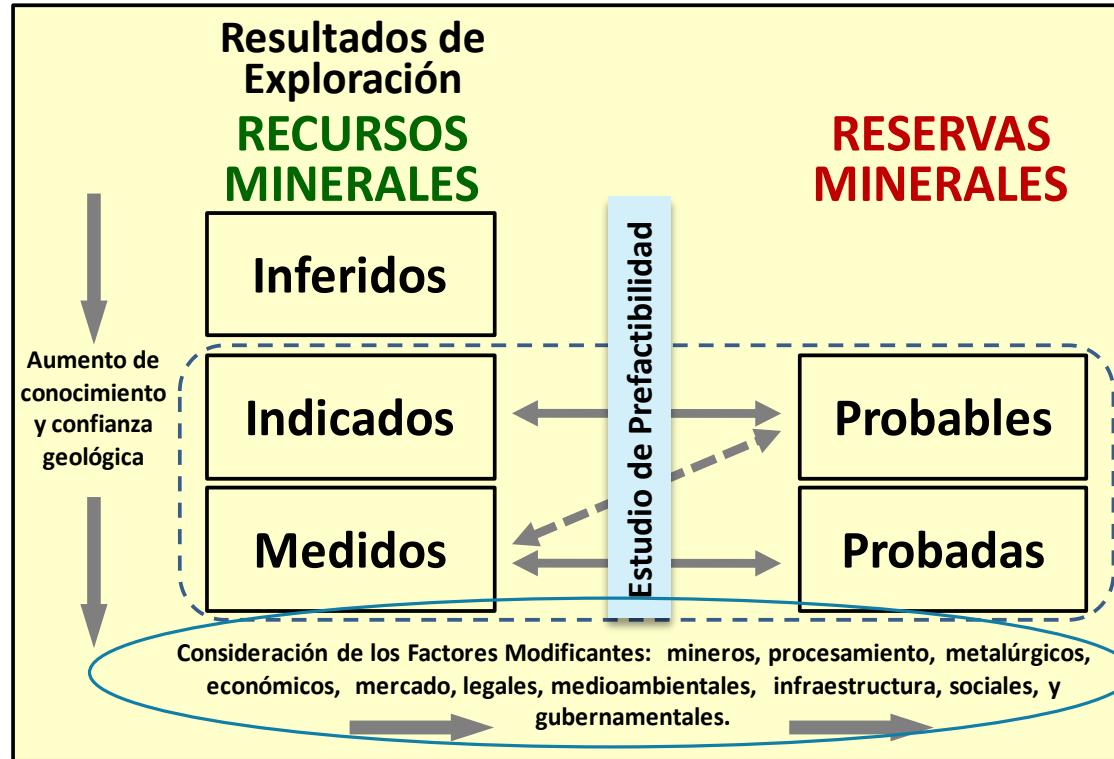 Resultados de
Exploración
RECURSOS
MINERALES
RESERVAS
MINERALES
Inferidos
Aumento de
conocimiento
y confianza
geológica
Indicados
Medidos
Estudio de Prefactibilidad
Probables
Probadas
Consideración de los Factores Modificantes: mineros, procesamiento, metalúrgicos,
económicos, mercado, legales, medioambientales, infraestructura, sociales, y
gubernamentales.